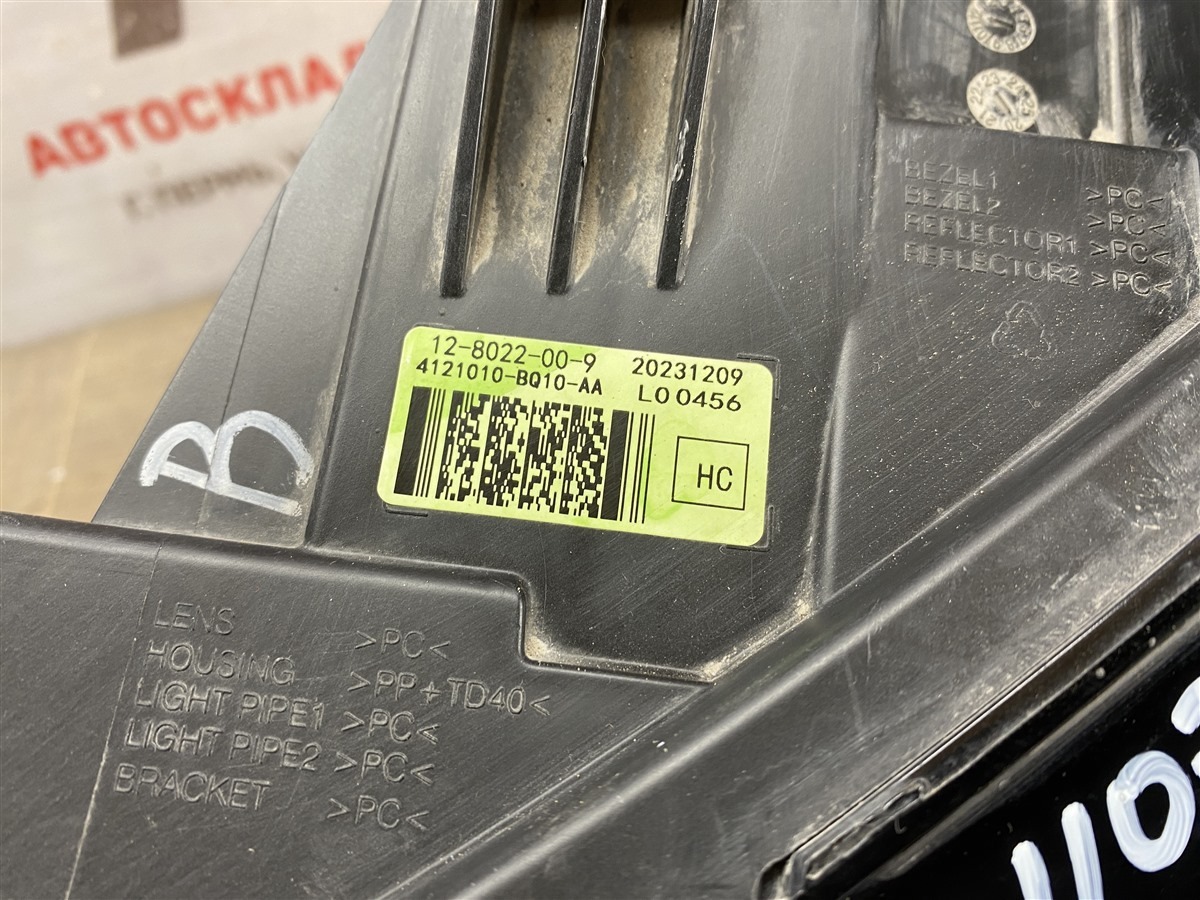 АВТОСКЛАД
Г. ПЕРМЬ,
BEZEL1 >PC<
BEZEL2 >PC<
REFLECTOR1 >PC<
REFLECTOR2 >PC<
12-8022-00-9 20231209
4121010-BQ10-AA L00456
HC
B
LENS >PC<
HOUSING >PP+TD40<
LIGHT PIPE1 >PC<
LIGHT PIPE2 >PC<
BRACKET >PC<